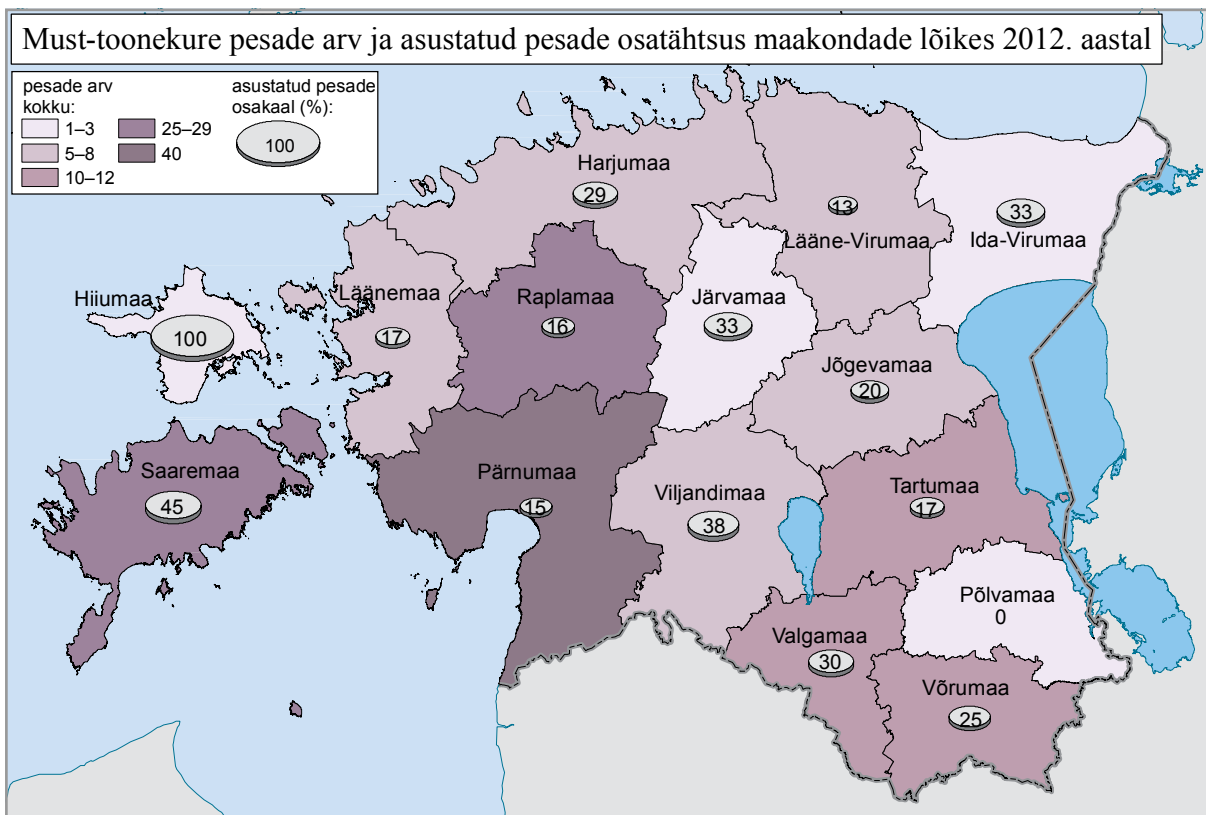 Must-toonekure pesade arv ja asustatud pesade osatähtsus maakondade lõikes 2012. aastal
pesade arv
kokku:
1–3
5–8
10–12
25–29
40
asustatud pesade
osakaal (%):
100
Harjumaa
29
13
Lääne-Virumaa
33
Ida-Virumaa
Hiiumaa
100
Läänemaa
17
Raplamaa
16
Järvamaa
33
Jõgevamaa
20
Saaremaa
45
Pärnumaa
15
Viljandimaa
38
Tartumaa
17
Põlvamaa
0
Valgamaa
30
Võrumaa
25